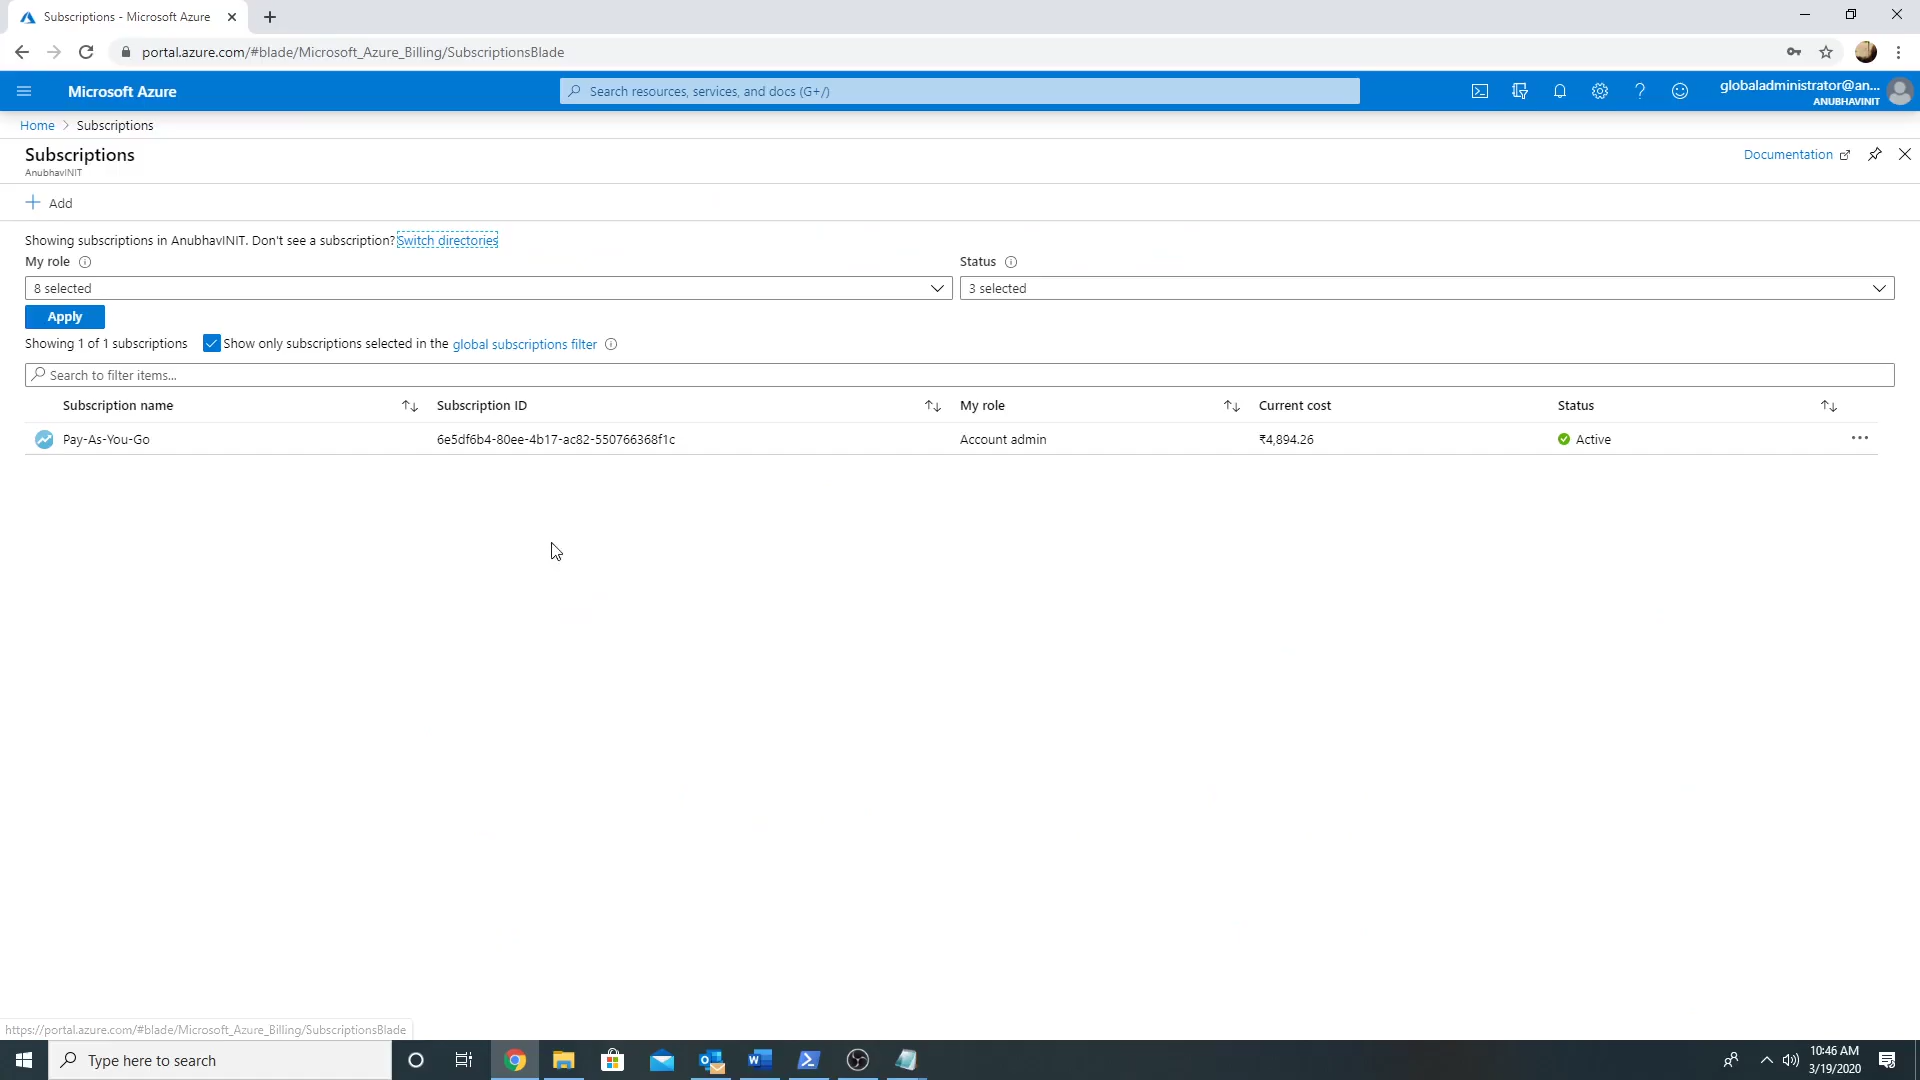 Subscriptions - Microsoft Azure
portal.azure.com/#blade/Microsoft_Azure_Billing/SubscriptionsBlade
Microsoft Azure
Search resources, services, and docs (G+/)
globaladministrator@an...
ANUBHAVINIT
Home > Subscriptions
Subscriptions
AnubhavINIT
Documentation
Add
Showing subscriptions in AnubhavINIT. Don't see a subscription? Switch directories
My role
Status
8 selected
3 selected
Apply
Showing 1 of 1 subscriptions
Show only subscriptions selected in the global subscriptions filter
Search to filter items...
Subscription name Subscription ID My role Current cost Status
Pay-As-You-Go 6e5df6b4-80ee-4b17-ac82-550766368f1c Account admin ₹4,894.26 Active
https://portal.azure.com/#blade/Microsoft_Azure_Billing/SubscriptionsBlade
Type here to search
10:46 AM
3/19/2020